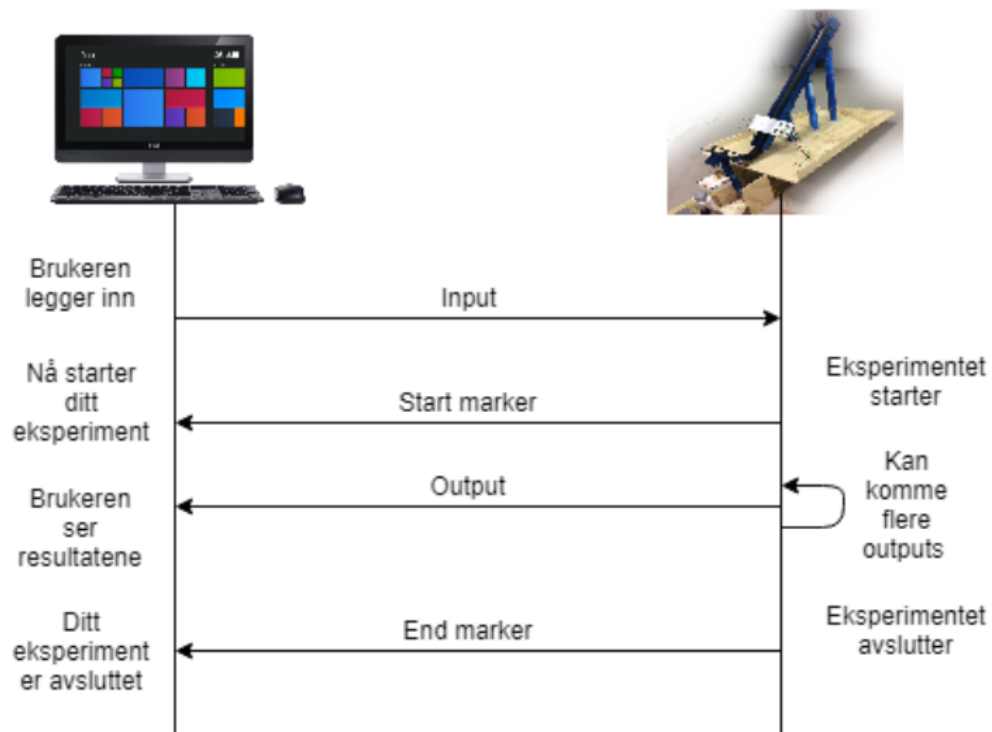 Brukeren
legger inn
Input
Nå starter
ditt
eksperiment
Start marker
Eksperimentet
starter
Brukeren
ser
resultatene
Output
Kan
komme
flere
outputs
Ditt
eksperiment
er avsluttet
End marker
Eksperimentet
avslutter